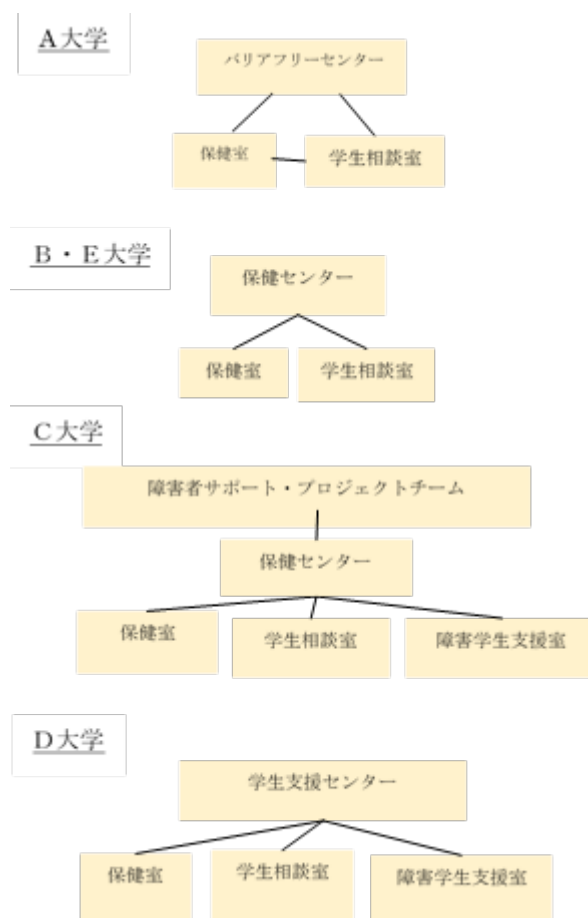 A大学
バリアフリーセンター
保健室
学生相談室
B・E大学
保健センター
保健室
学生相談室
C大学
障害者サポート・プロジェクトチーム
保健センター
保健室
学生相談室
障害学生支援室
D大学
学生支援センター
保健室
学生相談室
障害学生支援室